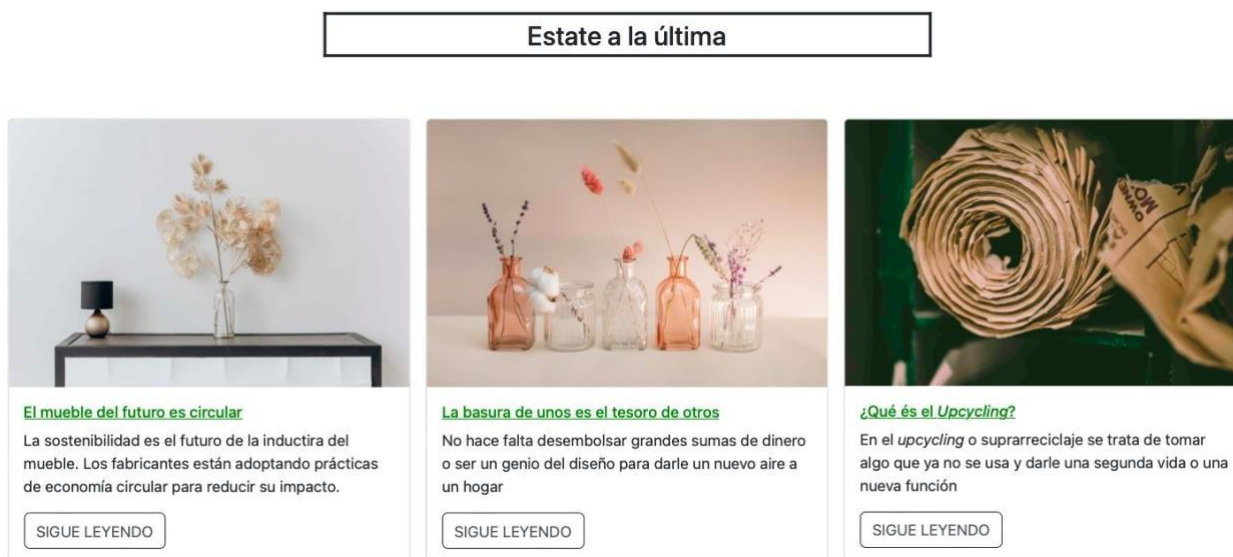 Estate a la última
OWNE
MO
El mueble del futuro es circular
La sostenibilidad es el futuro de la inductira del
mueble. Los fabricantes están adoptando prácticas
de economía circular para reducir su impacto.
SIGUE LEYENDO
La basura de unos es el tesoro de otros
No hace falta desembolsar grandes sumas de dinero
o ser un genio del diseño para darle un nuevo aire a
un hogar
SIGUE LEYENDO
¿Qué és el Upcycling?
En el upcycling o suprarreciclaje se trata de tomar
algo que ya no se usa y darle una segunda vida o una
nueva función
SIGUE LEYENDO